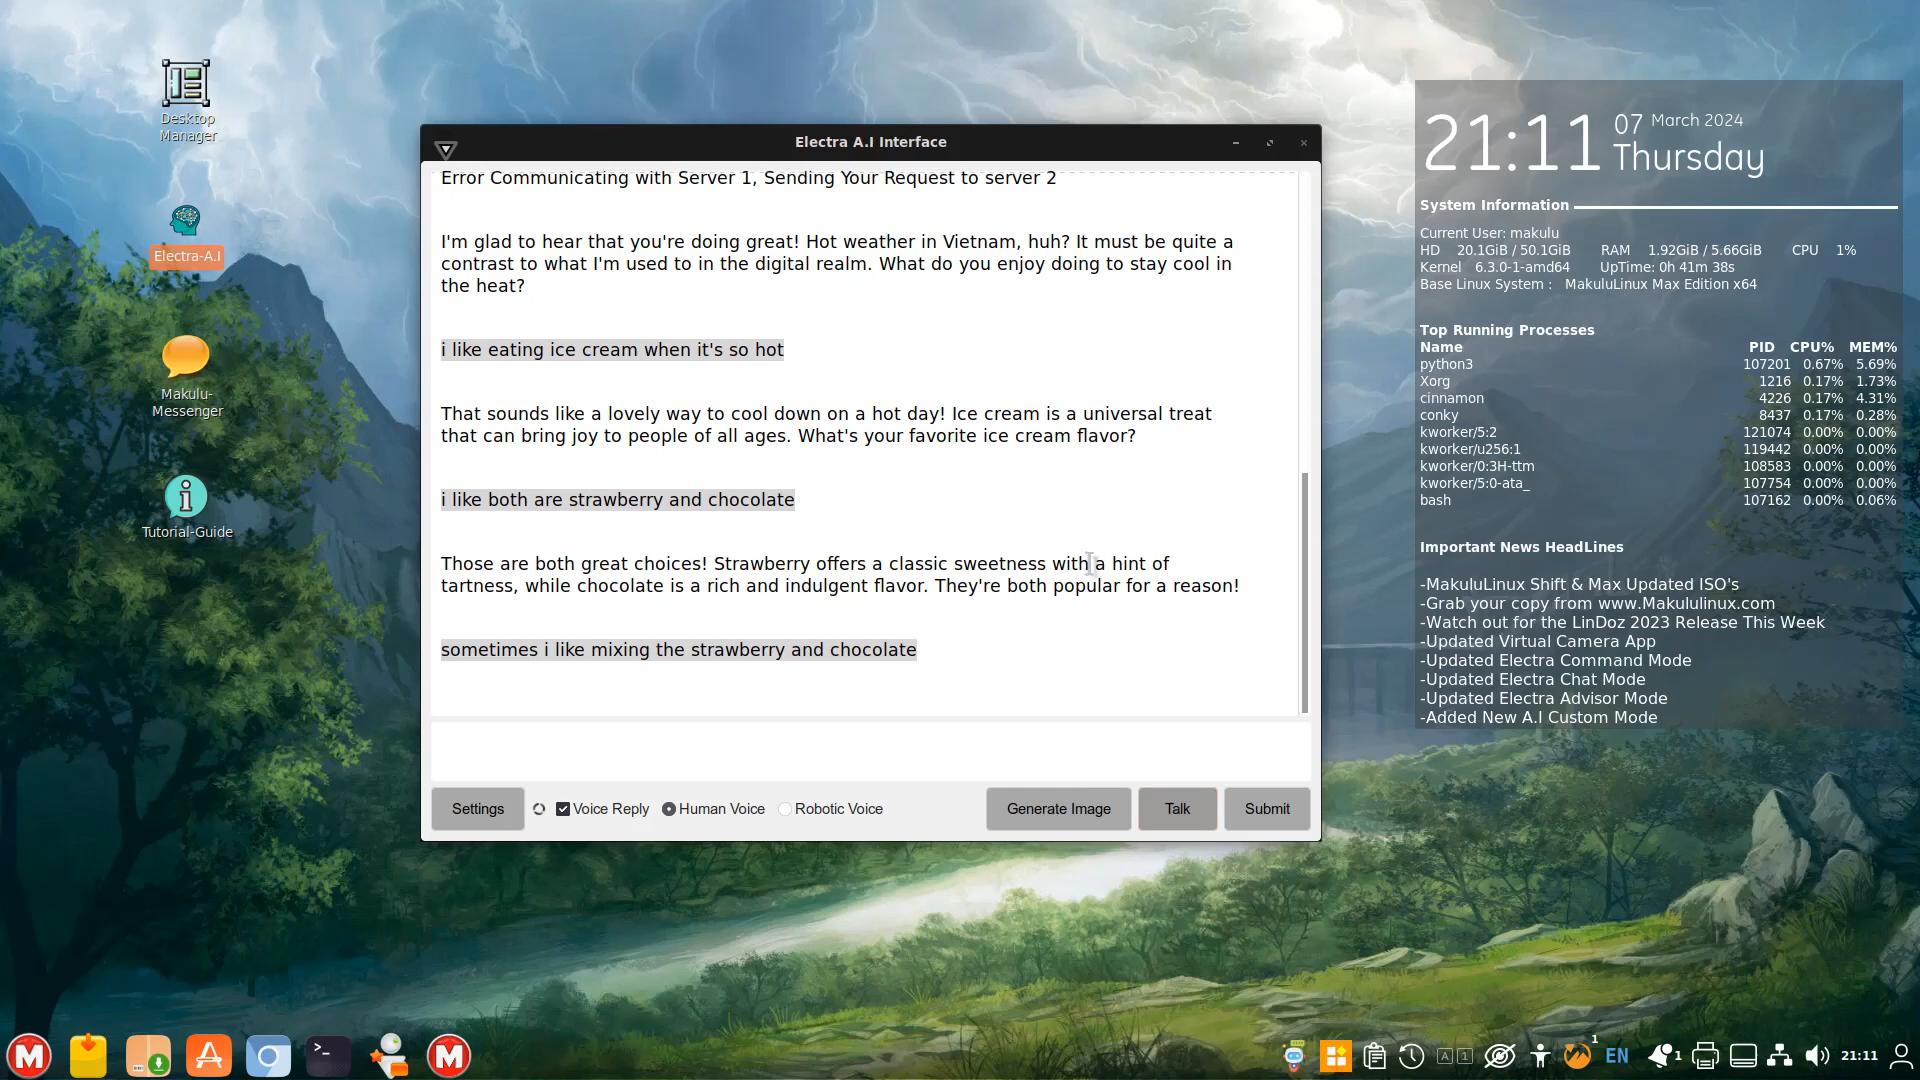 Desktop
Manager
Electra-A.I
Makulu-
Messenger
Tutorial-Guide
Electra A.I Interface
Error Communicating with Server 1, Sending Your Request to server 2
I'm glad to hear that you're doing great! Hot weather in Vietnam, huh? It must be quite a
contrast to what I'm used to in the digital realm. What do you enjoy doing to stay cool in
the heat?
i like eating ice cream when it's so hot
That sounds like a lovely way to cool down on a hot day! Ice cream is a universal treat
that can bring joy to people of all ages. What's your favorite ice cream flavor?
i like both are strawberry and chocolate
Those are both great choices! Strawberry offers a classic sweetness with a hint of
tartness, while chocolate is a rich and indulgent flavor. They're both popular for a reason!
sometimes i like mixing the strawberry and chocolate
Settings Voice Reply Human Voice Robotic Voice Generate Image Talk Submit
21:11 07 March 2024
Thursday
System Information
Current User: makulu
HD 20.1GiB / 50.1GiB RAM 1.92GiB / 5.66GiB CPU 1%
Kernel 6.3.0-1-amd64 UpTime: 0h 41m 38s
Base Linux System : MakuluLinux Max Edition x64
Top Running Processes
Name PID CPU% MEM%
python3 107201 0.67% 5.69%
Xorg 1216 0.17% 1.73%
cinnamon 4226 0.17% 4.31%
conky 8437 0.17% 0.28%
kworker/5:2 121074 0.00% 0.00%
kworker/u256:1 119442 0.00% 0.00%
kworker/0:3H-ttm 108583 0.00% 0.00%
kworker/5:0-ata_ 107754 0.00% 0.00%
bash 107162 0.00% 0.06%
Important News HeadLines
-MakuluLinux Shift & Max Updated ISO's
-Grab your copy from www.Makululinux.com
-Watch out for the LinDoz 2023 Release This Week
-Updated Virtual Camera App
-Updated Electra Command Mode
-Updated Electra Chat Mode
-Updated Electra Advisor Mode
-Added New A.I Custom Mode
M A >_ M A 1 1 EN 1 21:11